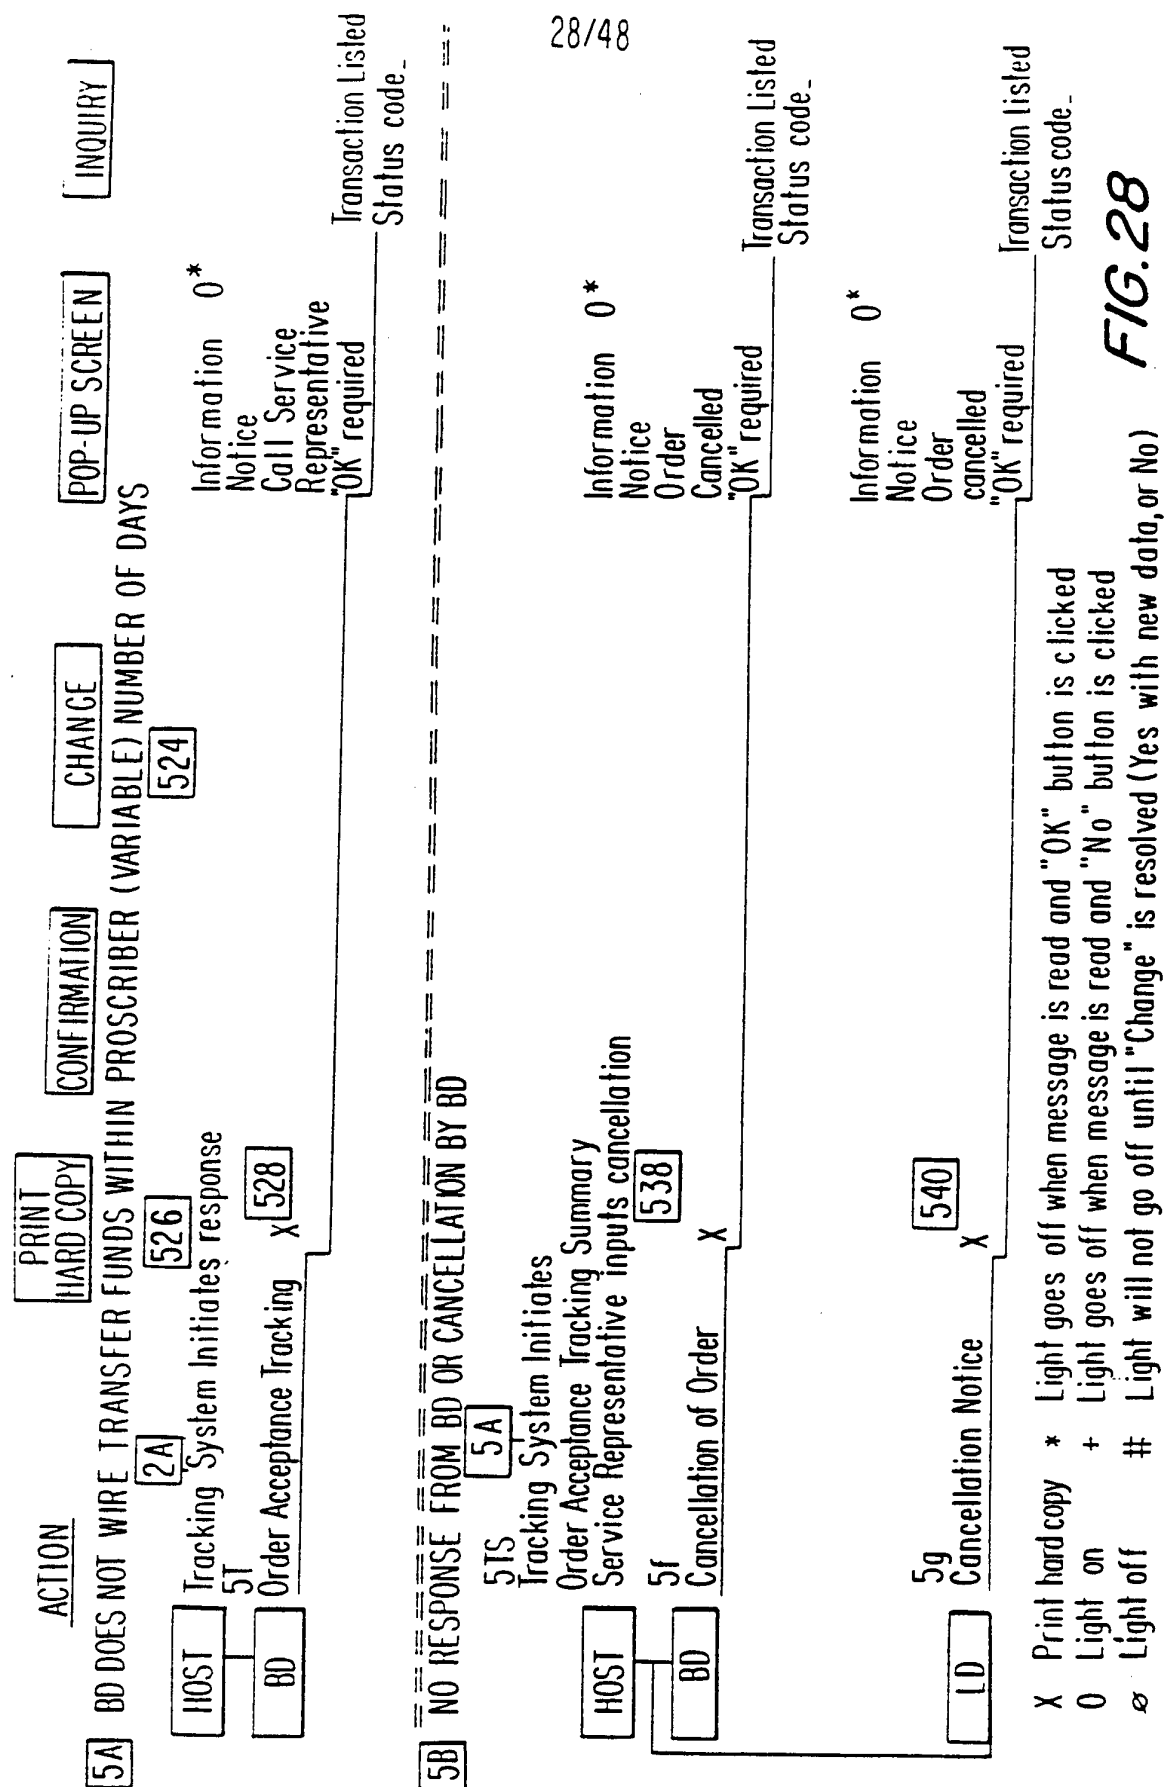 28/48
ACTION
PRINT
HARD COPY
CONFIRMATION
CHANGE
POP-UP SCREEN
INQUIRY
5A BD DOES NOT WIRE TRANSFER FUNDS WITHIN PROSCRIBER (VARIABLE) NUMBER OF DAYS
2A
526
524
HOST
Tracking System Initiates response
5T
BD
Order Acceptance Tracking
X
528
Information O*
Notice
Call Service
Representative
"OK" required
Transaction Listed
Status code_
5B NO RESPONSE FROM BD OR CANCELLATION BY BD
5A
5TS
Tracking System Initiates
Order Acceptance Tracking Summary
HOST
Service Representative inputs cancellation
538
5f
BD
Cancellation of Order
X
Information O*
Notice
Order
Cancelled
"OK" required
Transaction Listed
Status code_
5g
LD
Cancellation Notice
X
540
Information O*
Notice
Order
cancelled
"OK" required
Transaction Listed
Status code_
X Print hard copy * Light goes off when message is read and "OK" button is clicked
O Light on + Light goes off when message is read and "No" button is clicked
ø Light off # Light will not go off until "Change" is resolved (Yes with new data, or No)
FIG.28